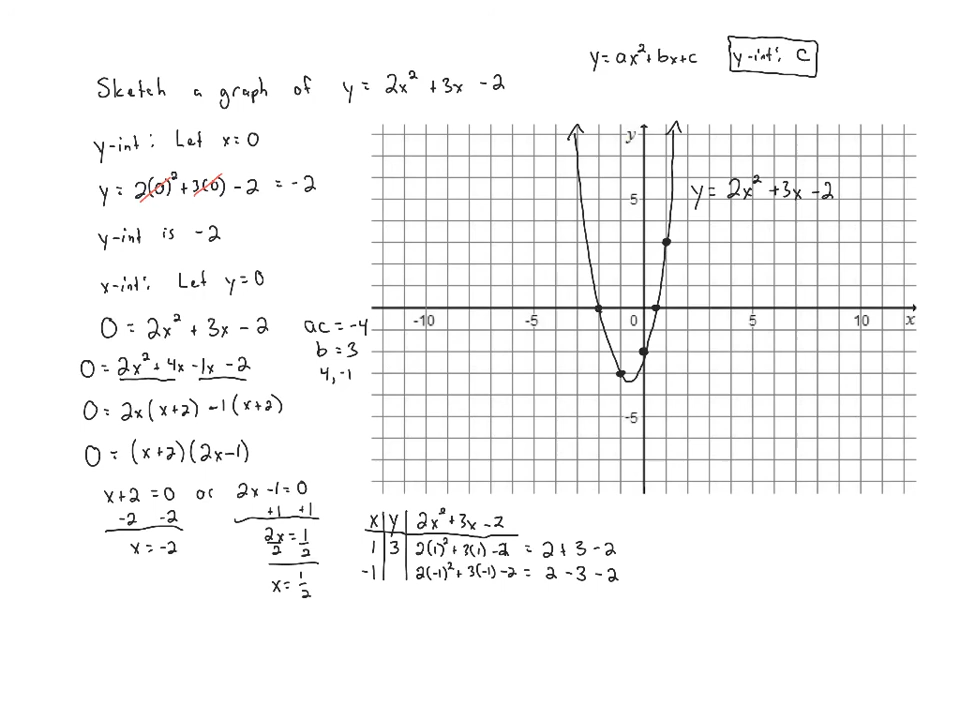 y=ax²+bx+c y-int: c
Sketch a graph of y = 2x² + 3x - 2
y-int: Let x=0
y = 2(0)² + 3(0) - 2 = -2
y-int is -2
x-int: Let y=0
0 = 2x² + 3x - 2
ac = -4
b = 3
4, -1
0 = 2x² + 4x - 1x - 2
0 = 2x(x+2) - 1(x+2)
0 = (x+2)(2x-1)
x+2 = 0 or 2x-1=0
-2 -2 +1 +1
x = -2 2x = 1
2 2
x = 1/2
y
y = 2x² + 3x - 2
5
-10 -5 0 5 10 x
-5
x y 2x² + 3x - 2
1 3 2(1)² + 3(1) - 2 = 2 + 3 - 2
-1 2(-1)² + 3(-1) - 2 = 2 - 3 - 2